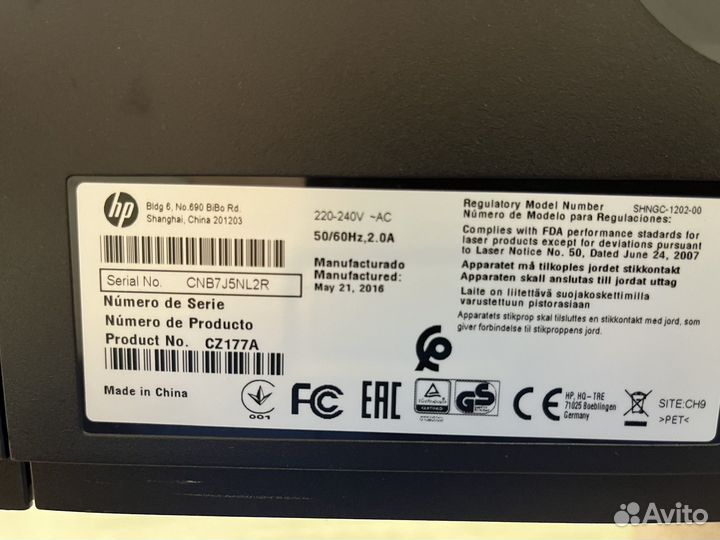 hp
Bldg 6, No.690 BiBo Rd.
Shanghai, China 201203
Serial No. CNB7J5NL2R
Número de Serie
Número de Producto
Product No. CZ177A
Made in China
220-240V ~AC
50/60Hz,2.0A
Manufacturado
Manufactured:
May 21, 2016
Regulatory Model Number SHNGC-1202-00
Número de Modelo para Regulaciones:
Complies with FDA performance stadards for
laser products except for deviations pursuant
to Laser Notice No. 50, Dated June 24, 2007
Apparatet må tilkoples jordet stikkontakt
Apparaten skall anslutas till jordat uttag
Laite on liitettävä suojakoskettimilla
varustettuun pistorasiaan
Apparatets stikprop skal tilsluttes en stikkontakt med jord, som
giver forbindelse til stikproppens jord.
001
FC
EAC
GS
CE
HP, HQ-TRE
71025 Boeblingen
Germany
SITE:CH9
>PET<
Avito